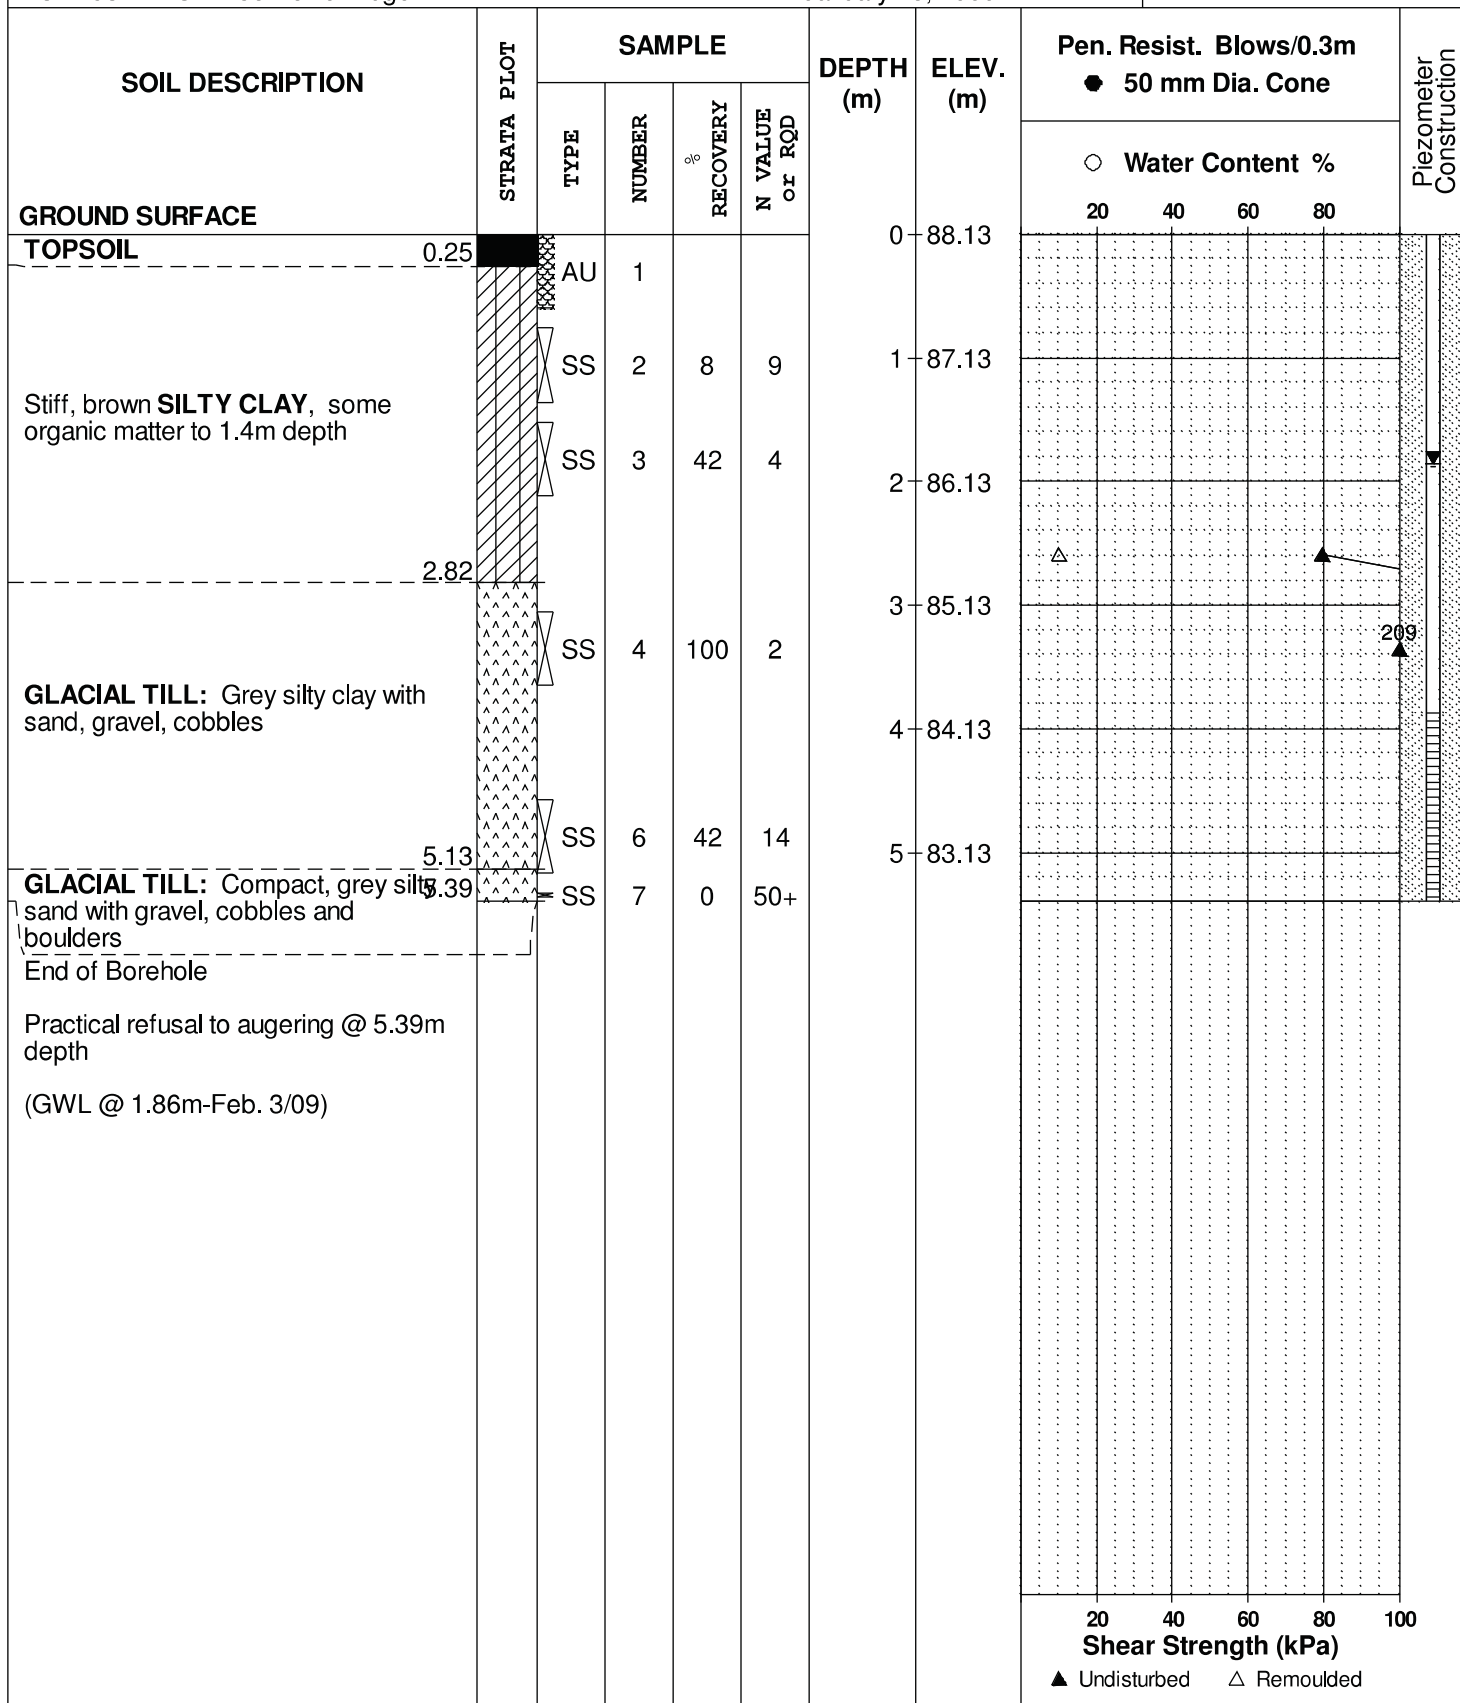 SOIL DESCRIPTION
GROUND SURFACE
STRATA PLOT
SAMPLE
TYPE
NUMBER
% RECOVERY
N VALUE or RQD
DEPTH (m)
ELEV. (m)
Pen. Resist. Blows/0.3m
● 50 mm Dia. Cone
○ Water Content %
20 40 60 80
Piezometer Construction
TOPSOIL 0.25
AU 1
0 88.13
SS 2 8 9
1 87.13
Stiff, brown SILTY CLAY, some
organic matter to 1.4m depth
SS 3 42 4
2 86.13
2.82
3 85.13
209
SS 4 100 2
GLACIAL TILL: Grey silty clay with
sand, gravel, cobbles
4 84.13
SS 6 42 14
5 83.13
5.13
GLACIAL TILL: Compact, grey silty 5.39
sand with gravel, cobbles and
boulders
SS 7 0 50+
End of Borehole
Practical refusal to augering @ 5.39m
depth
(GWL @ 1.86m-Feb. 3/09)
20 40 60 80 100
Shear Strength (kPa)
▲ Undisturbed △ Remoulded